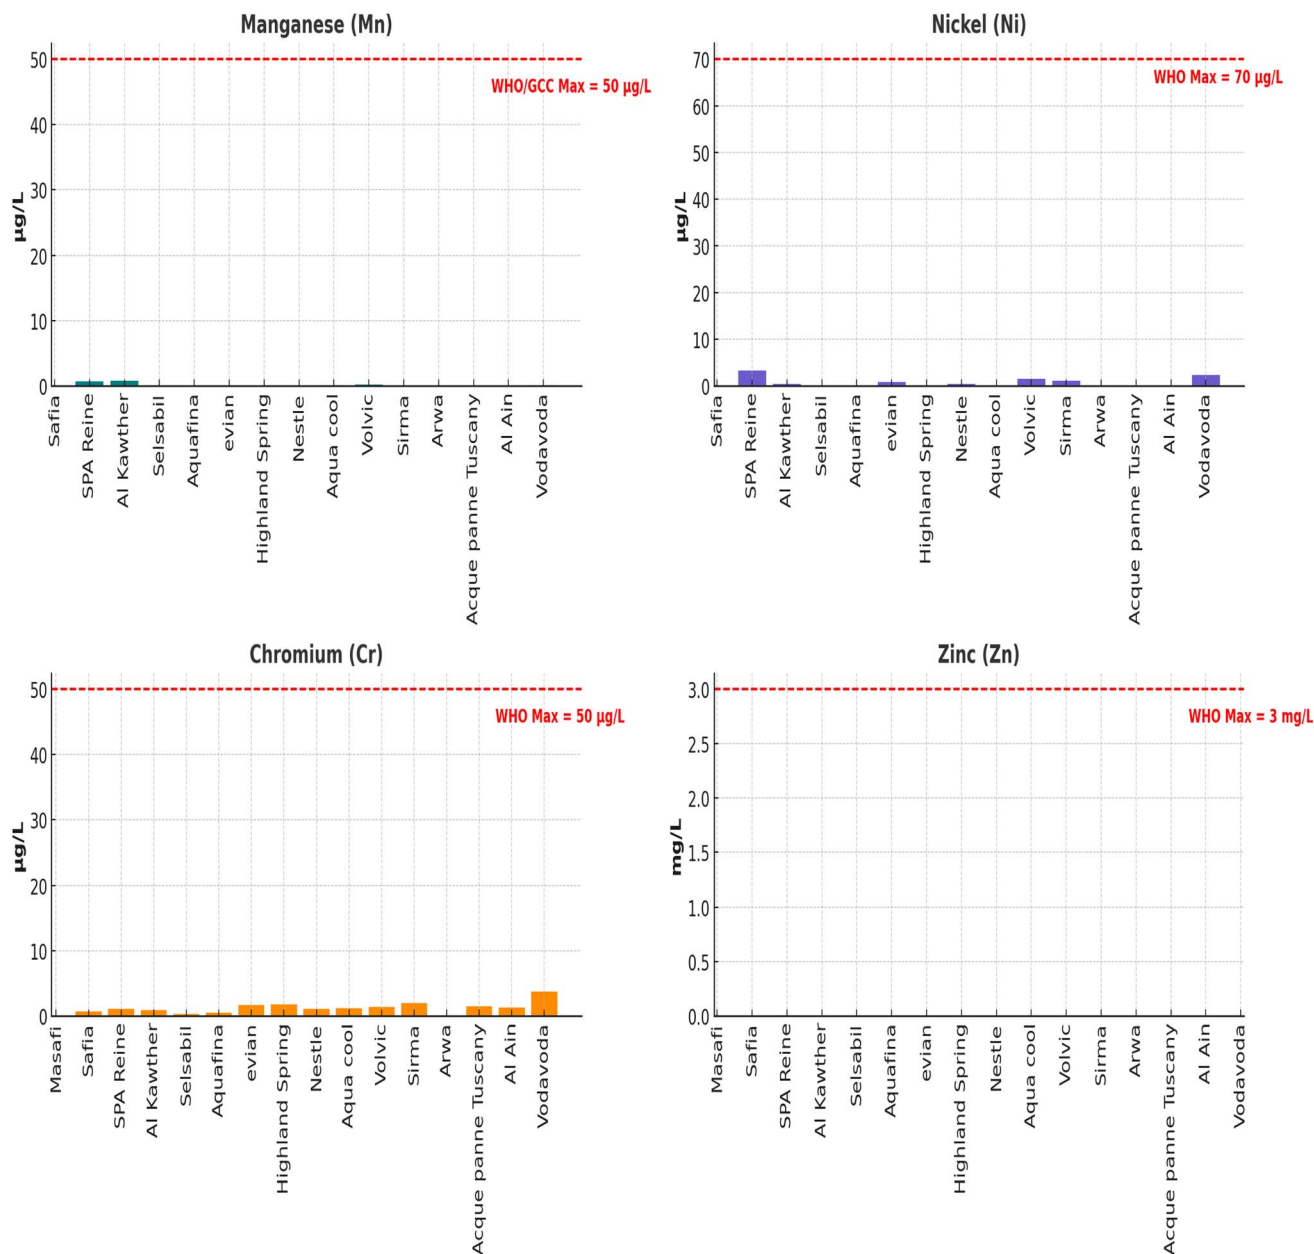 Manganese (Mn)
50
40
30
20
10
0
µg/L
WHO/GCC Max = 50 µg/L
Safia
SPA Reine
Al Kawther
Selsabil
Aquafina
evian
Highland Spring
Nestle
Aqua cool
Volvic
Sirma
Arwa
Acque panne Tuscany
Al Ain
Vodavoda
Nickel (Ni)
70
60
50
40
30
20
10
0
µg/L
WHO Max = 70 µg/L
Safia
SPA Reine
Al Kawther
Selsabil
Aquafina
evian
Highland Spring
Nestle
Aqua cool
Volvic
Sirma
Arwa
Acque panne Tuscany
Al Ain
Vodavoda
Chromium (Cr)
50
40
30
20
10
0
µg/L
WHO Max = 50 µg/L
Masafi
Safia
SPA Reine
Al Kawther
Selsabil
Aquafina
evian
Highland Spring
Nestle
Aqua cool
Volvic
Sirma
Arwa
Acque panne Tuscany
Al Ain
Vodavoda
Zinc (Zn)
3.0
2.5
2.0
1.5
1.0
0.5
0.0
mg/L
WHO Max = 3 mg/L
Masafi
Safia
SPA Reine
Al Kawther
Selsabil
Aquafina
evian
Highland Spring
Nestle
Aqua cool
Volvic
Sirma
Arwa
Acque panne Tuscany
Al Ain
Vodavoda